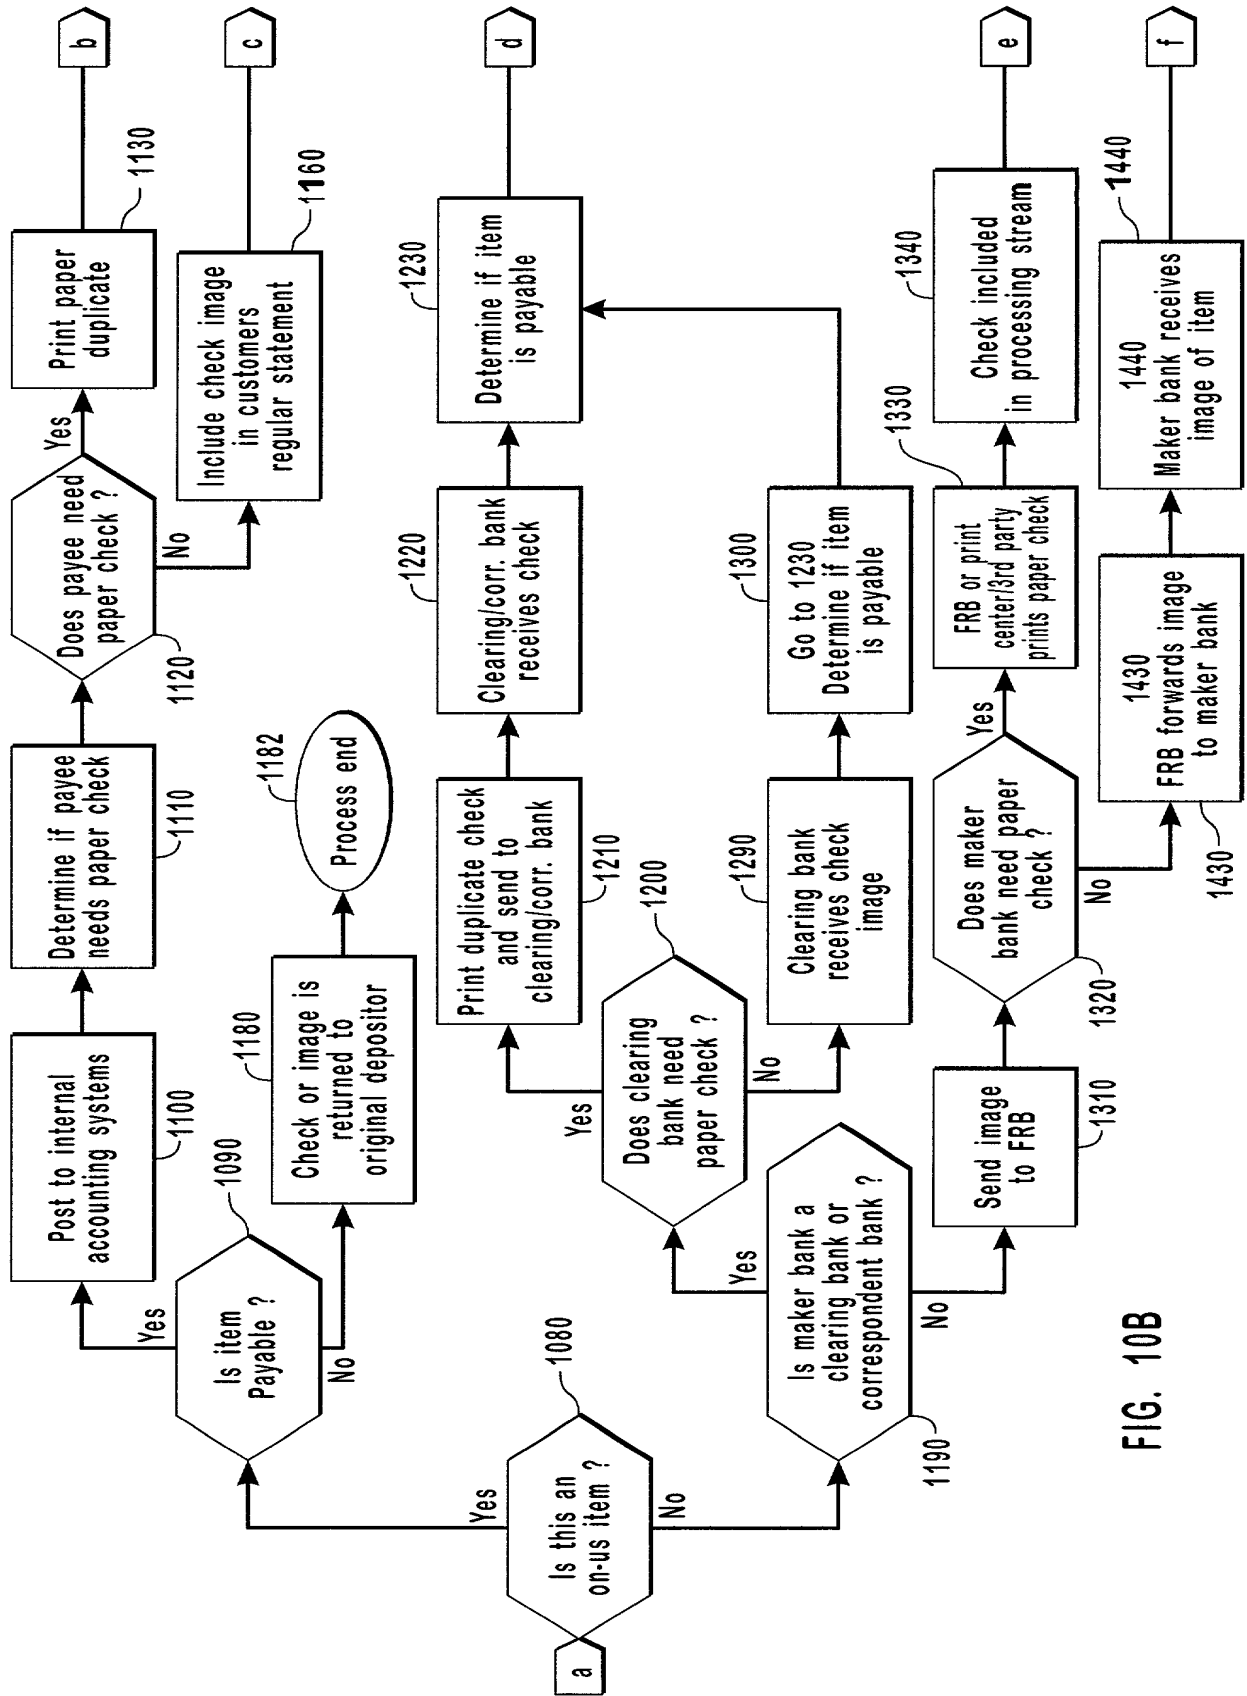 a
Is this an
on-us item ?
1080
Yes
No
Is item
Payable ?
1090
Yes
No
Post to internal
accounting systems
1100
Determine if payee
needs paper check
1110
Does payee need
paper check ?
1120
Yes
No
Print paper
duplicate
1130
b
Include check image
in customers
regular statement
1160
c
Check or image is
returned to
original depositor
1180
Process end
1182
Is maker bank a
clearing bank or
correspondent bank ?
1190
Yes
No
Does clearing
bank need
paper check ?
1200
Yes
No
Print duplicate check
and send to
clearing/corr. bank
1210
Clearing/corr. bank
receives check
1220
Determine if item
is payable
1230
d
Clearing bank
receives check
image
1290
Go to 1230
Determine if item
is payable
1300
Send image
to FRB
1310
Does maker
bank need paper
check ?
1320
Yes
No
FRB or print
center/3rd party
prints paper check
1330
Check included
in processing stream
1340
e
1430
FRB forwards image
to maker bank
1430
1440
Maker bank receives
image of item
1440
f
FIG. 10B